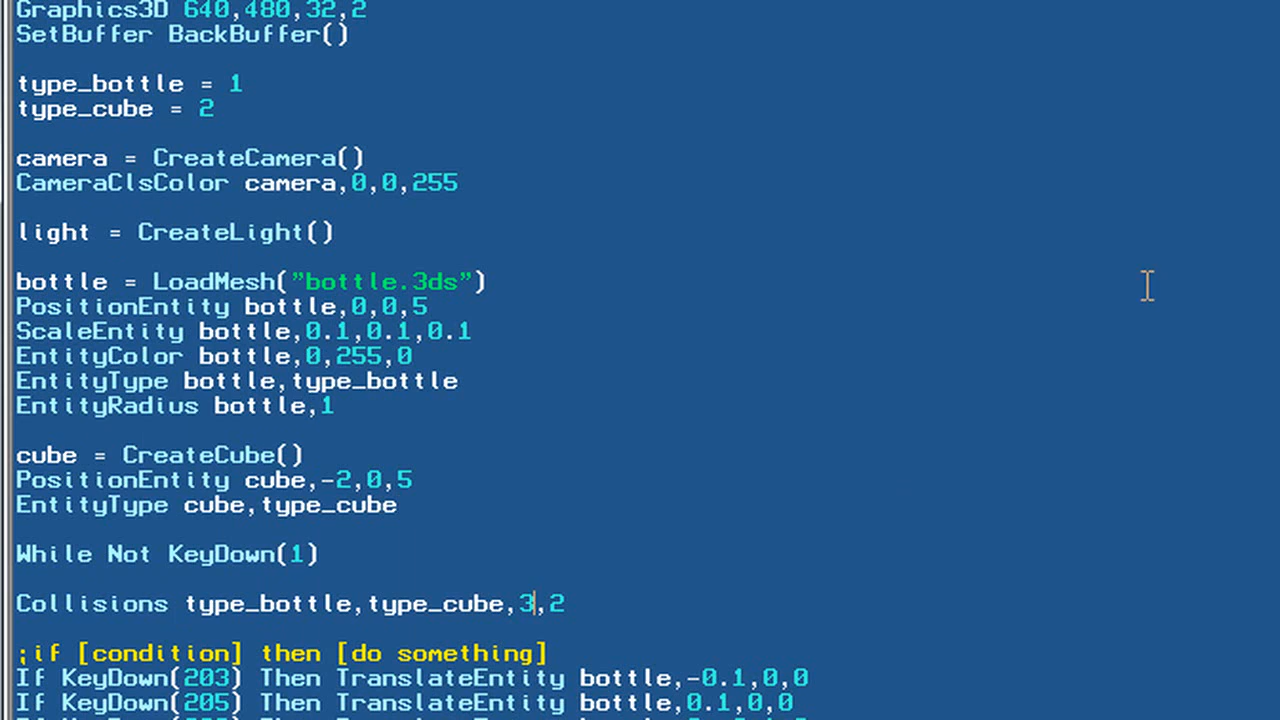 Graphics3D 640,480,32,2
SetBuffer BackBuffer()
type_bottle = 1
type_cube = 2
camera = CreateCamera()
CameraClsColor camera,0,0,255
light = CreateLight()
bottle = LoadMesh("bottle.3ds")
PositionEntity bottle,0,0,5
ScaleEntity bottle,0.1,0.1,0.1
EntityColor bottle,0,255,0
EntityType bottle,type_bottle
EntityRadius bottle,1
cube = CreateCube()
PositionEntity cube,-2,0,5
EntityType cube,type_cube
While Not KeyDown(1)
Collisions type_bottle,type_cube,3,2
;if [condition] then [do something]
If KeyDown(203) Then TranslateEntity bottle,-0.1,0,0
If KeyDown(205) Then TranslateEntity bottle,0.1,0,0